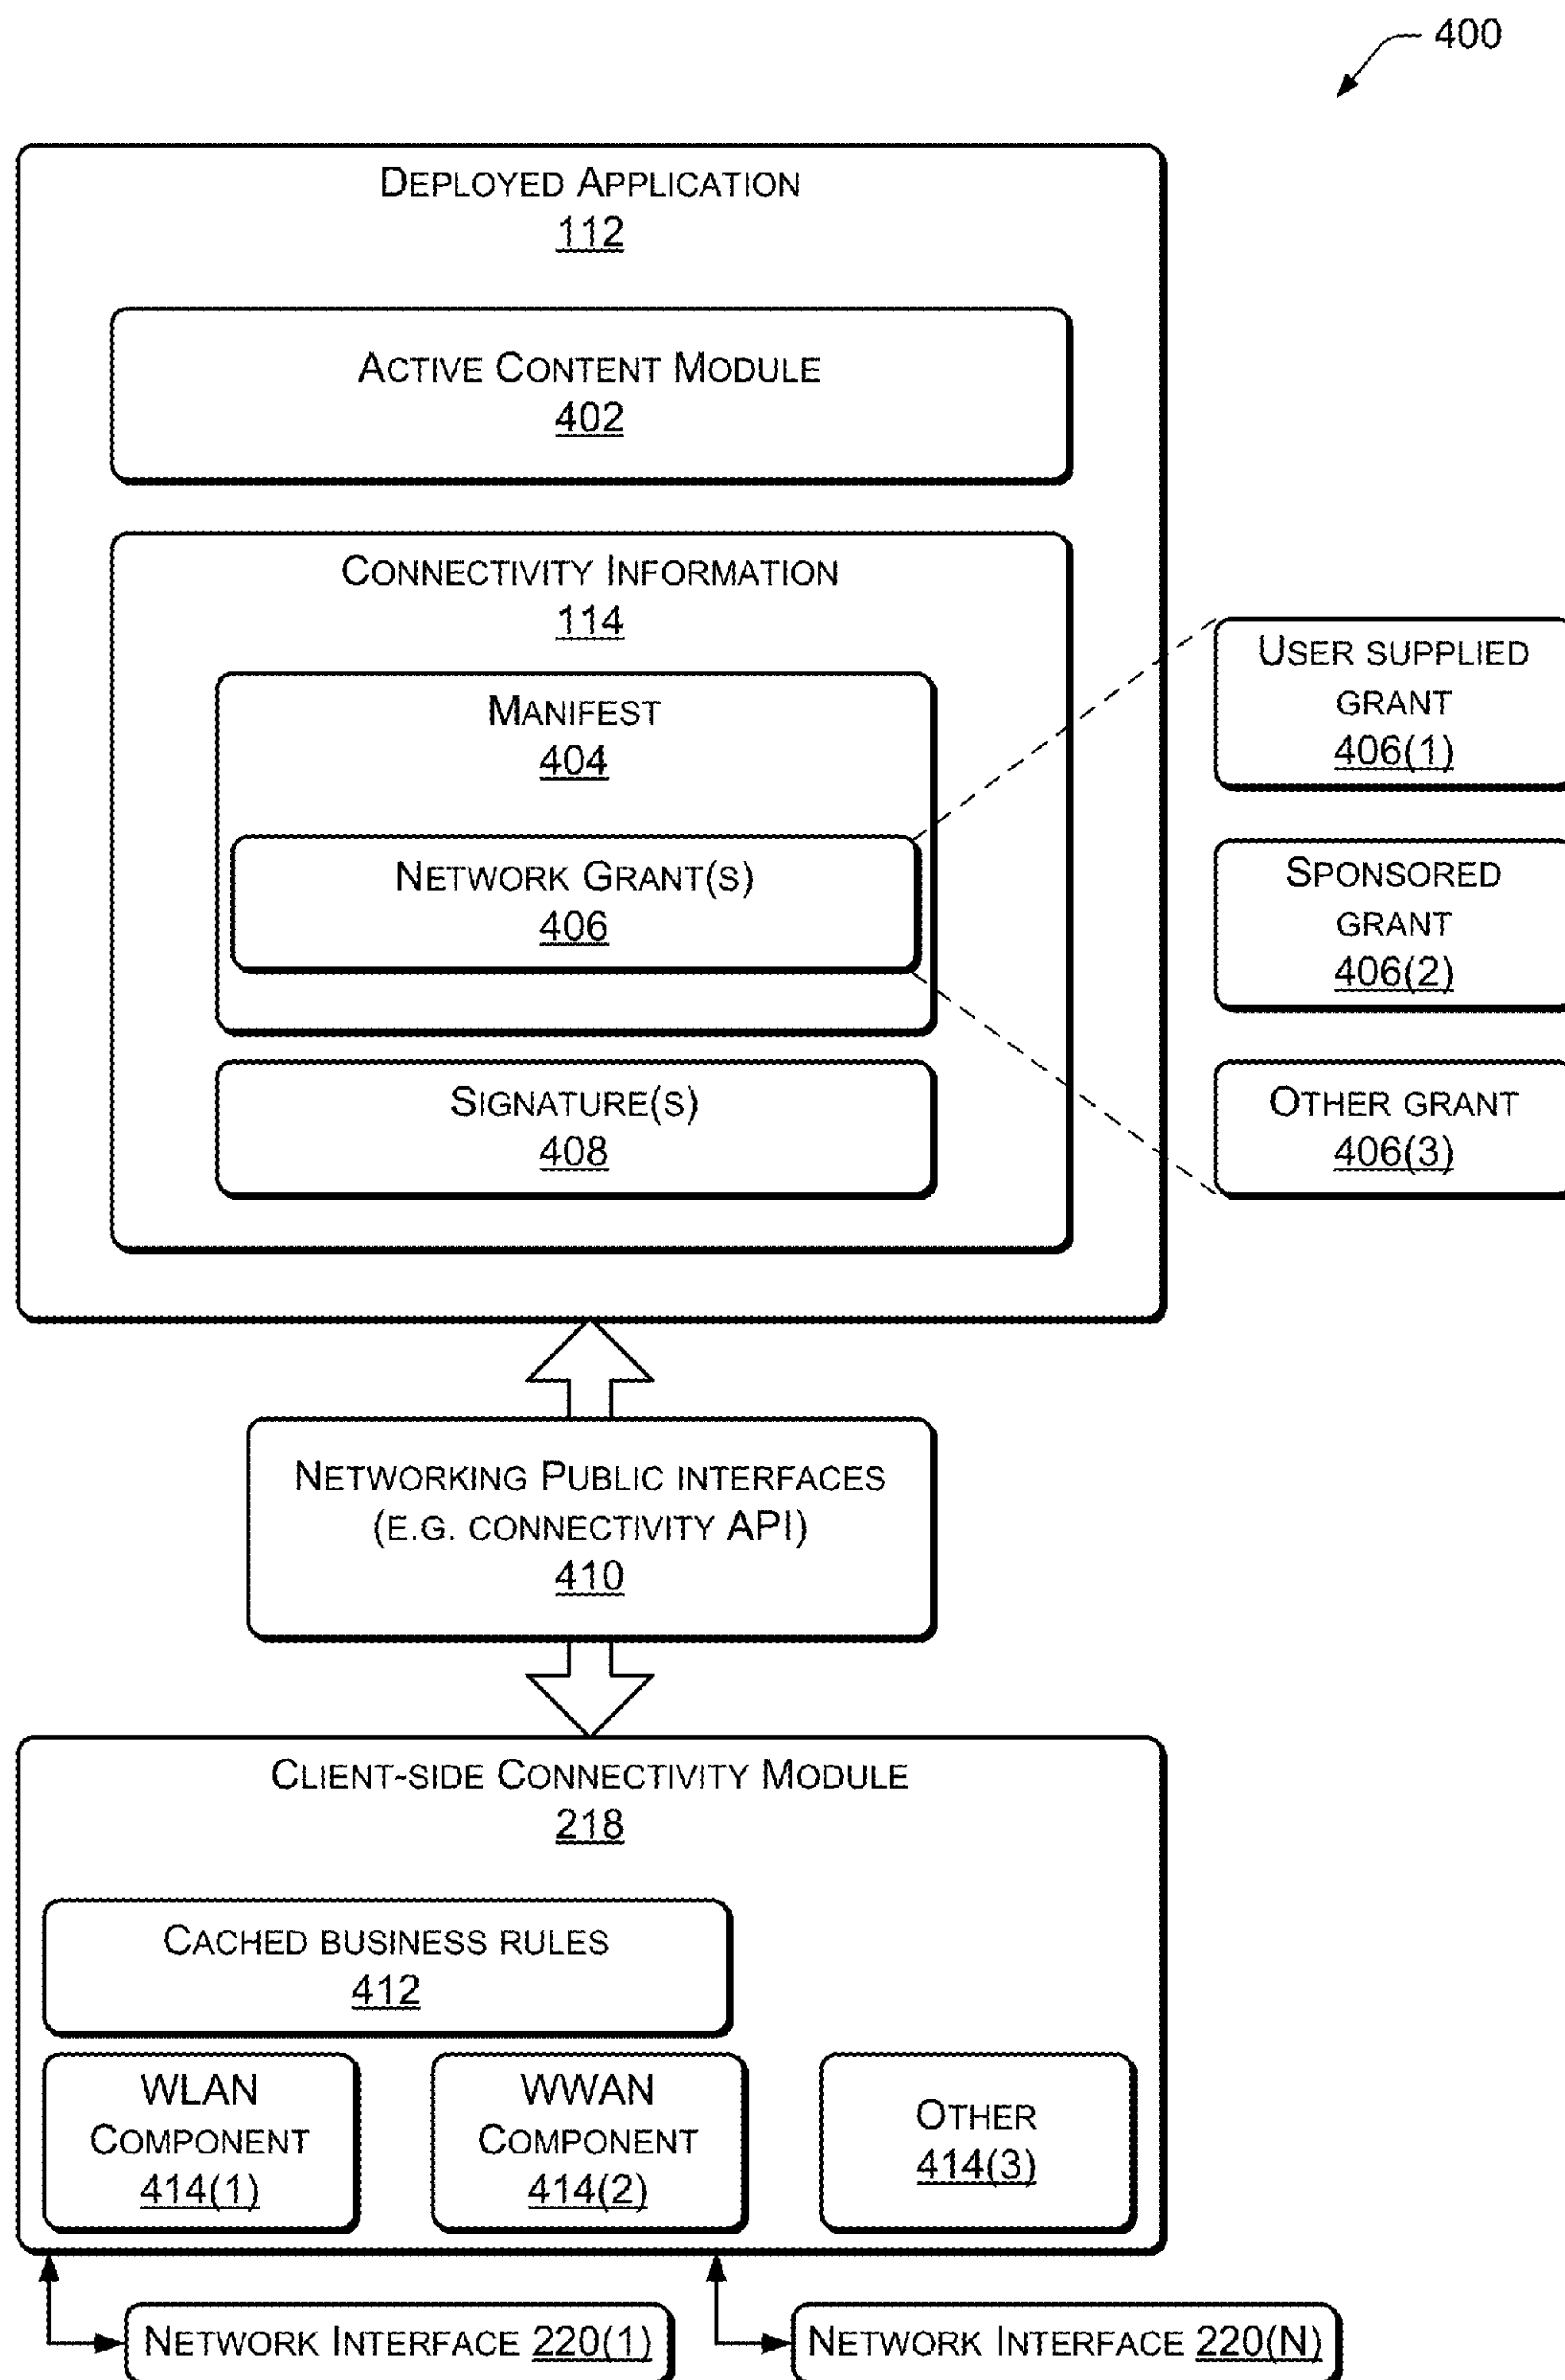 400
DEPLOYED APPLICATION
112
ACTIVE CONTENT MODULE
402
CONNECTIVITY INFORMATION
114
MANIFEST
404
NETWORK GRANT(S)
406
SIGNATURE(S)
408
USER SUPPLIED
GRANT
406(1)
SPONSORED
GRANT
406(2)
OTHER GRANT
406(3)
NETWORKING PUBLIC INTERFACES
(E.G. CONNECTIVITY API)
410
CLIENT-SIDE CONNECTIVITY MODULE
218
CACHED BUSINESS RULES
412
WLAN
COMPONENT
414(1)
WWAN
COMPONENT
414(2)
OTHER
414(3)
NETWORK INTERFACE 220(1)
NETWORK INTERFACE 220(N)